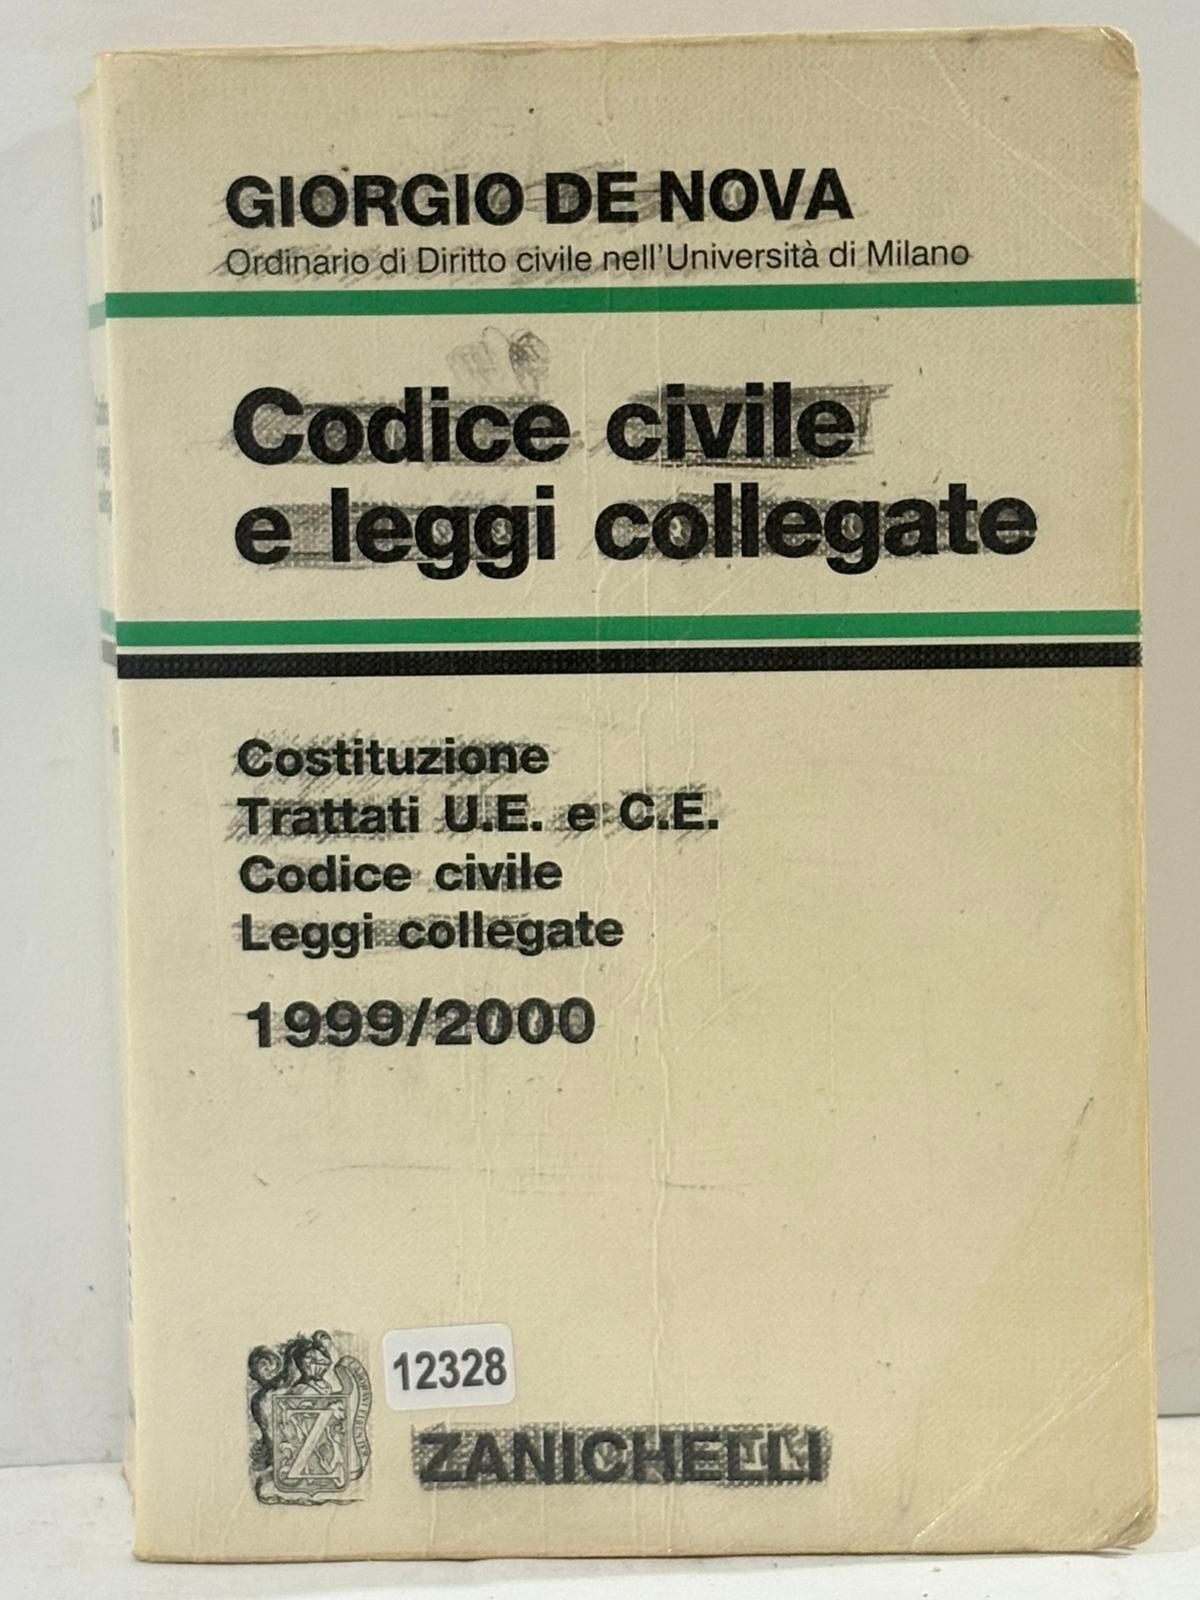 GIORGIO DE NOVA
Ordinario di Diritto civile nell'Università di Milano
Codice civile
e leggi collegate
Costituzione
Trattati U.E. e C.E.
Codice civile
Leggi collegate
1999/2000
12328
Z
ZANICHELLI